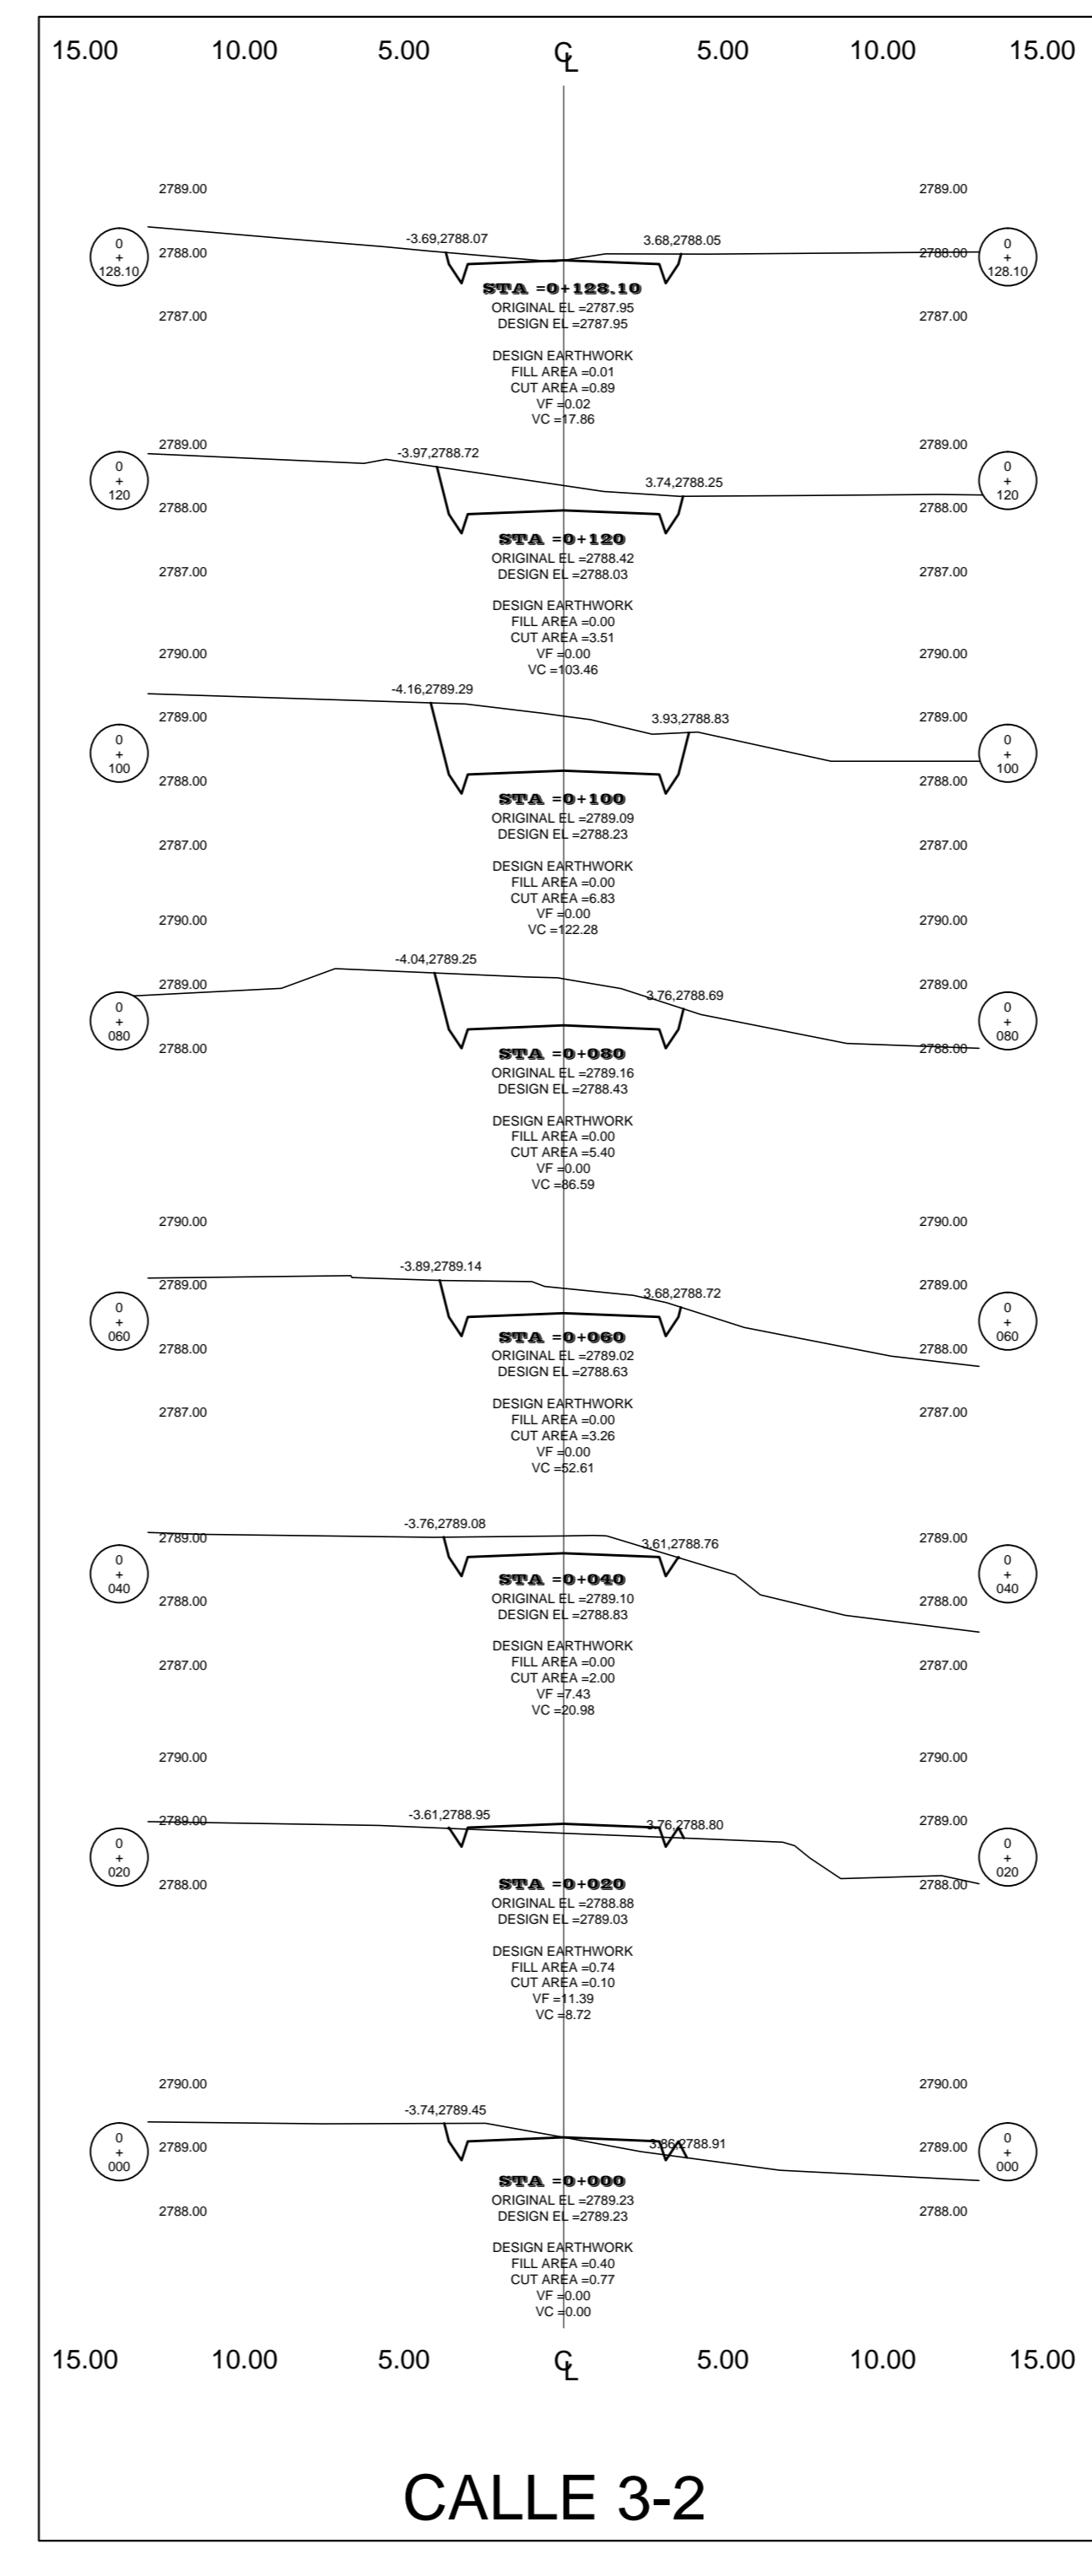 15.00 10.00 5.00 CL 5.00 10.00 15.00
2789.00 2789.00
-3.69,2788.07 3.68,2788.05
0
+
128.10
2788.00 2788.00
0
+
128.10
STA =0+128.10
ORIGINAL EL =2787.95
2787.00 2787.00
DESIGN EL =2787.95
DESIGN EARTHWORK
FILL AREA =0.01
CUT AREA =0.89
VF =0.02
VC =17.86
2789.00 2789.00
-3.97,2788.72
0
+
120
3.74,2788.25
0
+
120
2788.00 2788.00
STA =0+120
ORIGINAL EL =2788.42
2787.00 2787.00
DESIGN EL =2788.03
DESIGN EARTHWORK
FILL AREA =0.00
CUT AREA =3.51
VF =0.00
2790.00 2790.00
VC =103.46
-4.16,2789.29
2789.00 3.93,2788.83 2789.00
0
+
100
0
+
100
2788.00 2788.00
STA =0+100
ORIGINAL EL =2789.09
DESIGN EL =2788.23
2787.00 2787.00
DESIGN EARTHWORK
FILL AREA =0.00
CUT AREA =6.83
VF =0.00
2790.00 2790.00
VC =122.28
-4.04,2789.25
2789.00 2789.00
3.76,2788.69
0
+
080
0
+
080
2788.00 2788.00
STA =0+080
ORIGINAL EL =2789.16
DESIGN EL =2788.43
DESIGN EARTHWORK
FILL AREA =0.00
CUT AREA =5.40
VF =0.00
VC =86.59
2790.00 2790.00
-3.89,2789.14
2789.00 2789.00
3.68,2788.72
0
+
060
0
+
060
STA =0+060
2788.00 2788.00
ORIGINAL EL =2789.02
DESIGN EL =2788.63
DESIGN EARTHWORK
2787.00 2787.00
FILL AREA =0.00
CUT AREA =3.26
VF =0.00
VC =52.61
-3.76,2789.08
2789.00 2789.00
3.61,2788.76
0
+
040
0
+
040
STA =0+040
2788.00 2788.00
ORIGINAL EL =2789.10
DESIGN EL =2788.83
DESIGN EARTHWORK
2787.00 2787.00
FILL AREA =0.00
CUT AREA =2.00
VF =7.43
VC =20.98
2790.00 2790.00
-3.61,2788.95
2789.00 2789.00
3.76,2788.80
0
+
020
0
+
020
STA =0+020
2788.00 2788.00
ORIGINAL EL =2788.88
DESIGN EL =2789.03
DESIGN EARTHWORK
FILL AREA =0.74
CUT AREA =0.10
VF =11.39
VC =8.72
2790.00 2790.00
-3.74,2789.45
2789.00 3.86,2788.91 2789.00
0
+
000
0
+
000
STA =0+000
ORIGINAL EL =2789.23
2788.00 2788.00
DESIGN EL =2789.23
DESIGN EARTHWORK
FILL AREA =0.40
CUT AREA =0.77
VF =0.00
VC =0.00
15.00 10.00 5.00 CL 5.00 10.00 15.00
CALLE 3-2